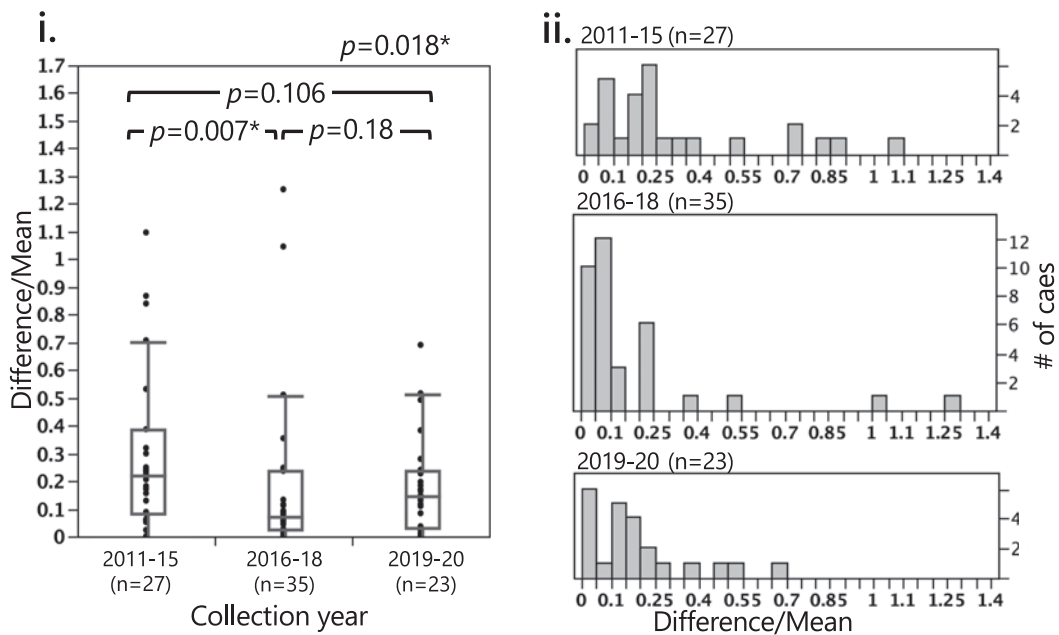 i.
p=0.018*
1.7
1.6
1.5
1.4
1.3
1.2
1.1
1
0.9
0.8
0.7
0.6
0.5
0.4
0.3
0.2
0.1
0
p=0.106
p=0.007*
p=0.18
Difference/Mean
2011-15 2016-18 2019-20
(n=27) (n=35) (n=23)
Collection year
ii.
2011-15 (n=27)
4
2
0 0.1 0.25 0.4 0.55 0.7 0.85 1 1.1 1.25 1.4
2016-18 (n=35)
12
10
8
6
4
2
# of caes
0 0.1 0.25 0.4 0.55 0.7 0.85 1 1.1 1.25 1.4
2019-20 (n=23)
4
2
0 0.1 0.25 0.4 0.55 0.7 0.85 1 1.1 1.25 1.4
Difference/Mean